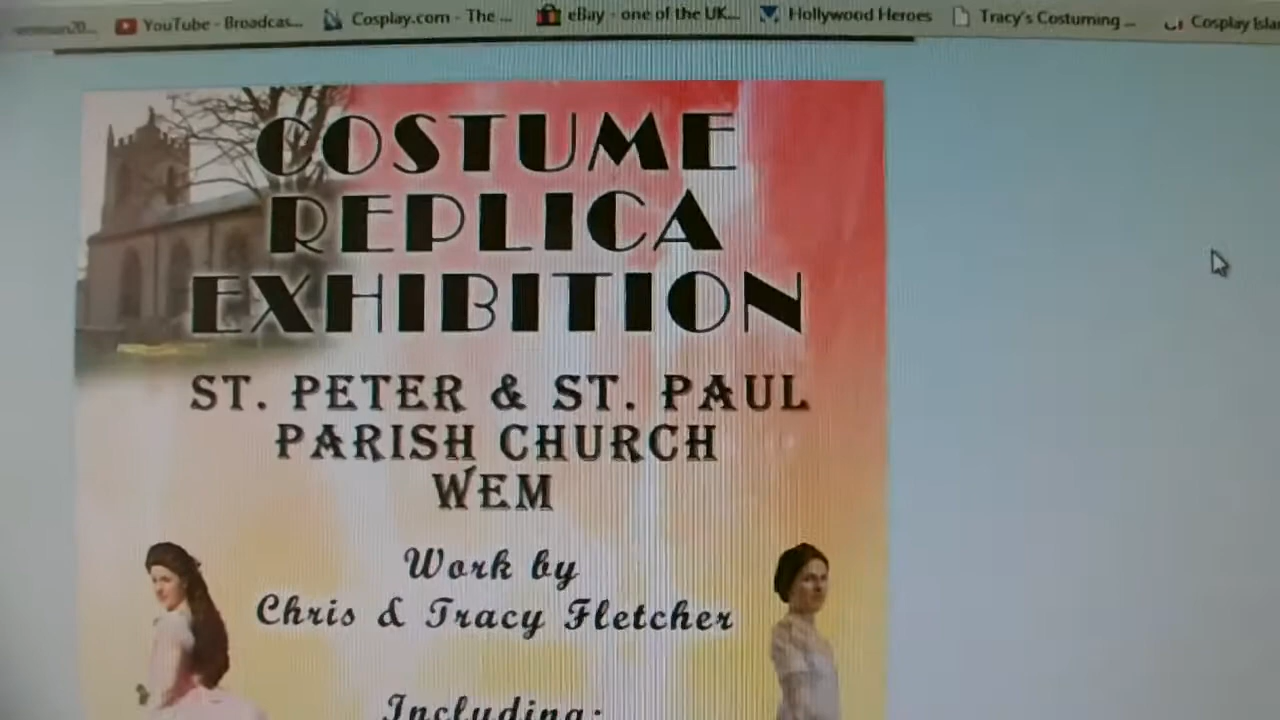 YouTube - Broadcas...
Cosplay.com - The ...
eBay - one of the UK...
Hollywood Heroes
Tracy's Costuming ...
Cosplay Isla
COSTUME
REPLICA
EXHIBITION
ST. PETER & ST. PAUL
PARISH CHURCH
WEM
Work by
Chris & Tracy Fletcher
Including: